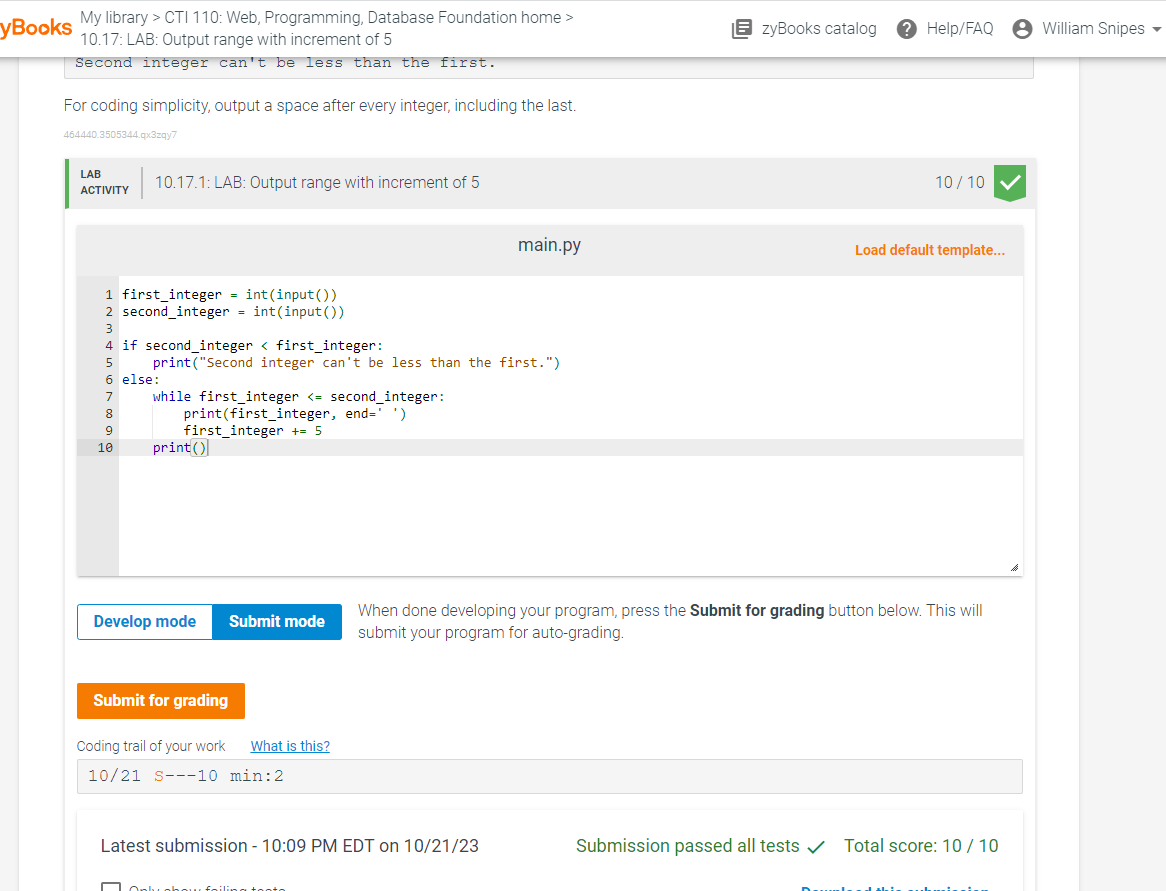 yBooks
My library > CTI 110: Web, Programming, Database Foundation home >
10.17: LAB: Output range with increment of 5
zyBooks catalog
Help/FAQ
William Snipes
Second integer can't be less than the first.
For coding simplicity, output a space after every integer, including the last.
464440.3505344.qx3zqy7
LAB
ACTIVITY
10.17.1: LAB: Output range with increment of 5
10 / 10
main.py
Load default template...
1 first_integer = int(input())
2 second_integer = int(input())
3
4 if second_integer < first_integer:
5     print("Second integer can't be less than the first.")
6 else:
7     while first_integer <= second_integer:
8         print(first_integer, end=' ')
9         first_integer += 5
10     print()
Develop mode
Submit mode
When done developing your program, press the Submit for grading button below. This will
submit your program for auto-grading.
Submit for grading
Coding trail of your work
What is this?
10/21 S---10 min:2
Latest submission - 10:09 PM EDT on 10/21/23
Submission passed all tests
Total score: 10 / 10
Only show failing tests
Download this submission